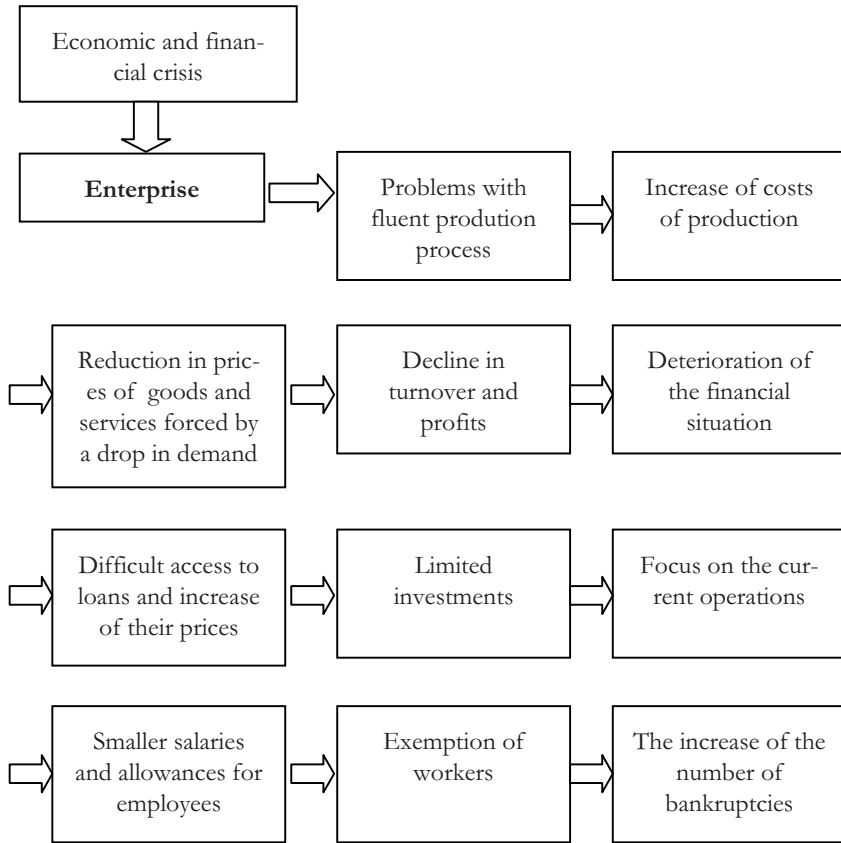 Economic and finan-
cial crisis
Enterprise
Problems with
fluent prodution
process
Increase of costs
of production
Reduction in pric-
es of goods and
services forced by
a drop in demand
Decline in
turnover and
profits
Deterioration of
the financial
situation
Difficult access to
loans and increase
of their prices
Limited
investments
Focus on the cur-
rent operations
Smaller salaries
and allowances for
employees
Exemption of
workers
The increase of the
number of
bankruptcies